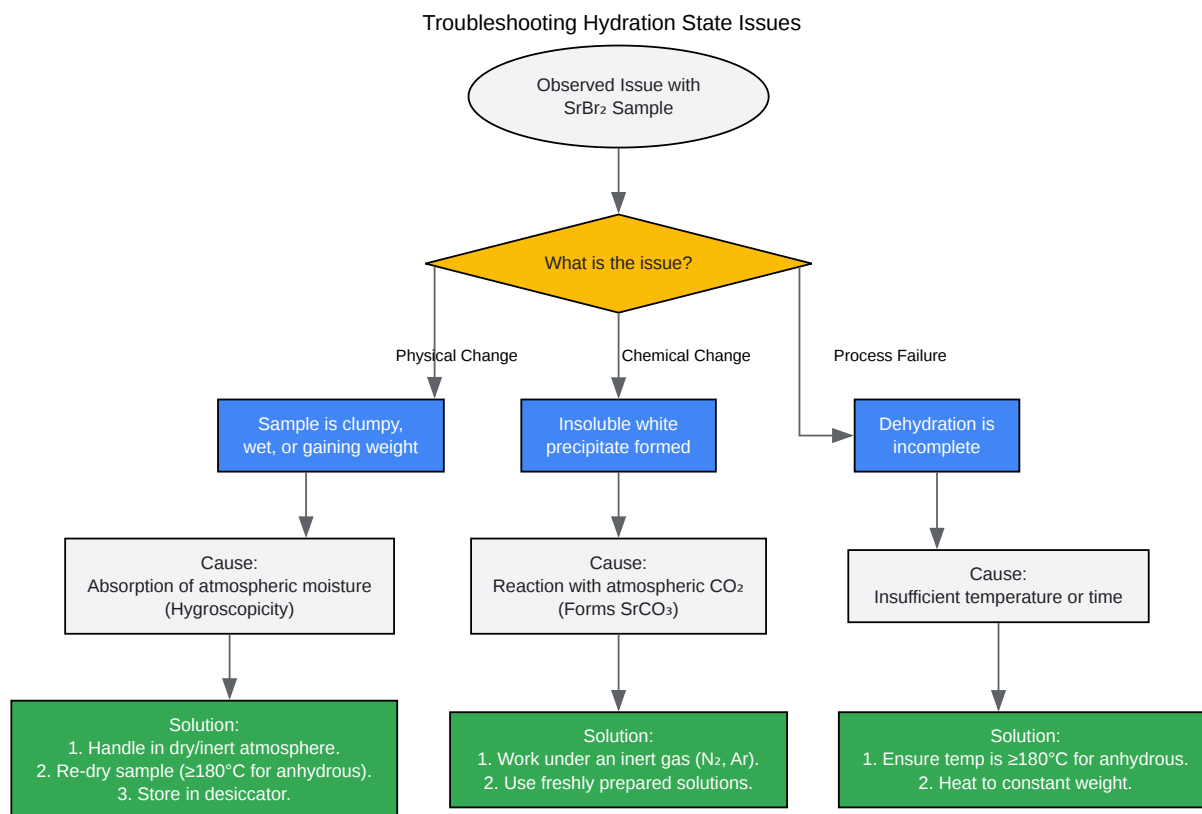 Troubleshooting Hydration State Issues
Observed Issue with
SrBr₂ Sample
What is the issue?
Physical Change
Chemical Change
Process Failure
Sample is clumpy,
wet, or gaining weight
Insoluble white
precipitate formed
Dehydration is
incomplete
Cause:
Absorption of atmospheric moisture
(Hygroscopicity)
Cause:
Reaction with atmospheric CO₂
(Forms SrCO₃)
Cause:
Insufficient temperature or time
Solution:
1. Handle in dry/inert atmosphere.
2. Re-dry sample (≥180°C for anhydrous).
3. Store in desiccator.
Solution:
1. Work under an inert gas (N₂, Ar).
2. Use freshly prepared solutions.
Solution:
1. Ensure temp is ≥180°C for anhydrous.
2. Heat to constant weight.